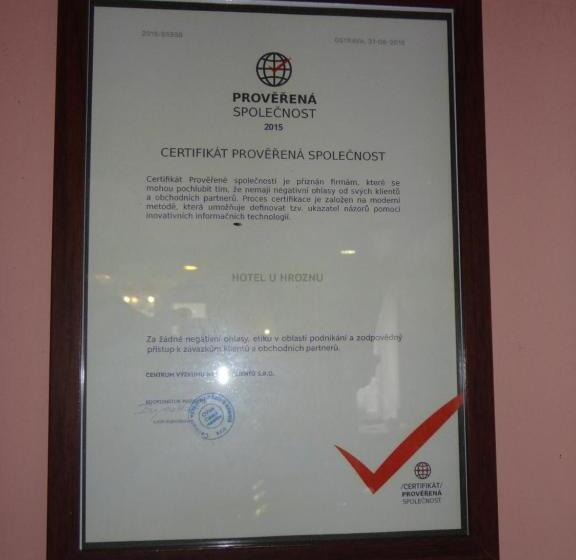 OSTRAVA, 31-08-2015
PROVĚŘENÁ
SPOLEČNOST
2015
CERTIFIKÁT PROVĚŘENÁ SPOLEČNOST
Certifikát Prověřené společnosti je přiznán firmám, které se
mohou pochlubit tím, že nemají negativní ohlasy od svých klientů
a obchodních partnerů. Proces certifikace je založen na moderní
metodě, která umožňuje definovat tzv. ukazatel názorů pomocí
inovativních informačních technologií.
HOTEL U HROZNU
Za žádné negativní ohlasy, etiku v oblasti podnikání a zodpovědný
přístup k závazkům klientů a obchodních partnerů.
CENTRUM VÝZKUMU S.R.O.
/CERTIFIKÁT/
PROVĚŘENÁ
SPOLEČNOST